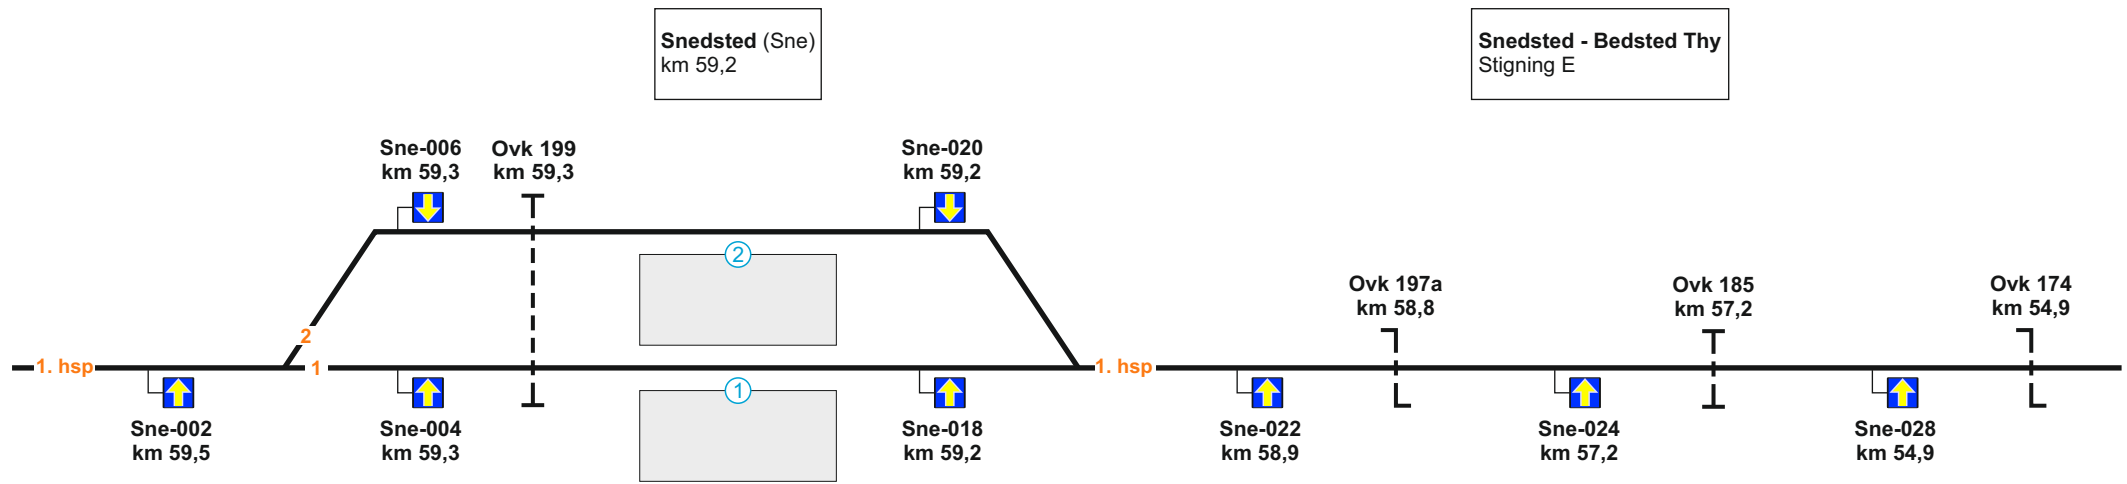 Snedsted (Sne)
km 59,2
Snedsted - Bedsted Thy
Stigning E
Sne-006
km 59,3
Ovk 199
km 59,3
Sne-020
km 59,2
2
Ovk 197a
km 58,8
Ovk 185
km 57,2
Ovk 174
km 54,9
2
1. hsp
1
1. hsp
1
Sne-002
km 59,5
Sne-004
km 59,3
Sne-018
km 59,2
Sne-022
km 58,9
Sne-024
km 57,2
Sne-028
km 54,9